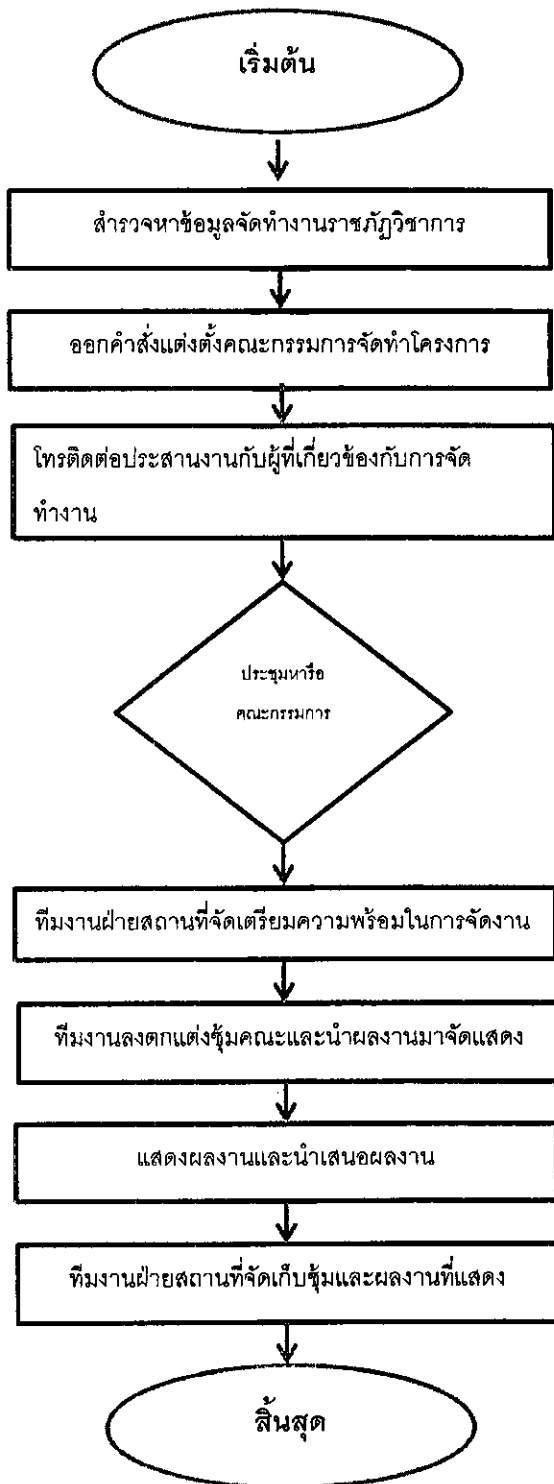 เริ่มต้น
สำรวจหาข้อมูลจัดทำงานราชภัฏวิชาการ
ออกคำสั่งแต่งตั้งคณะกรรมการจัดทำโครงการ
โทรติดต่อประสานงานกับผู้ที่เกี่ยวข้องกับการจัด
ทำงาน
ประชุมหารือ
คณะกรรมการ
ทีมงานฝ่ายสถานที่จัดเตรียมความพร้อมในการจัดงาน
ทีมงานลงตกแต่งซุ้มคณะและนำผลงานมาจัดแสดง
แสดงผลงานและนำเสนอผลงาน
ทีมงานฝ่ายสถานที่จัดเก็บซุ้มและผลงานที่แสดง
สิ้นสุด